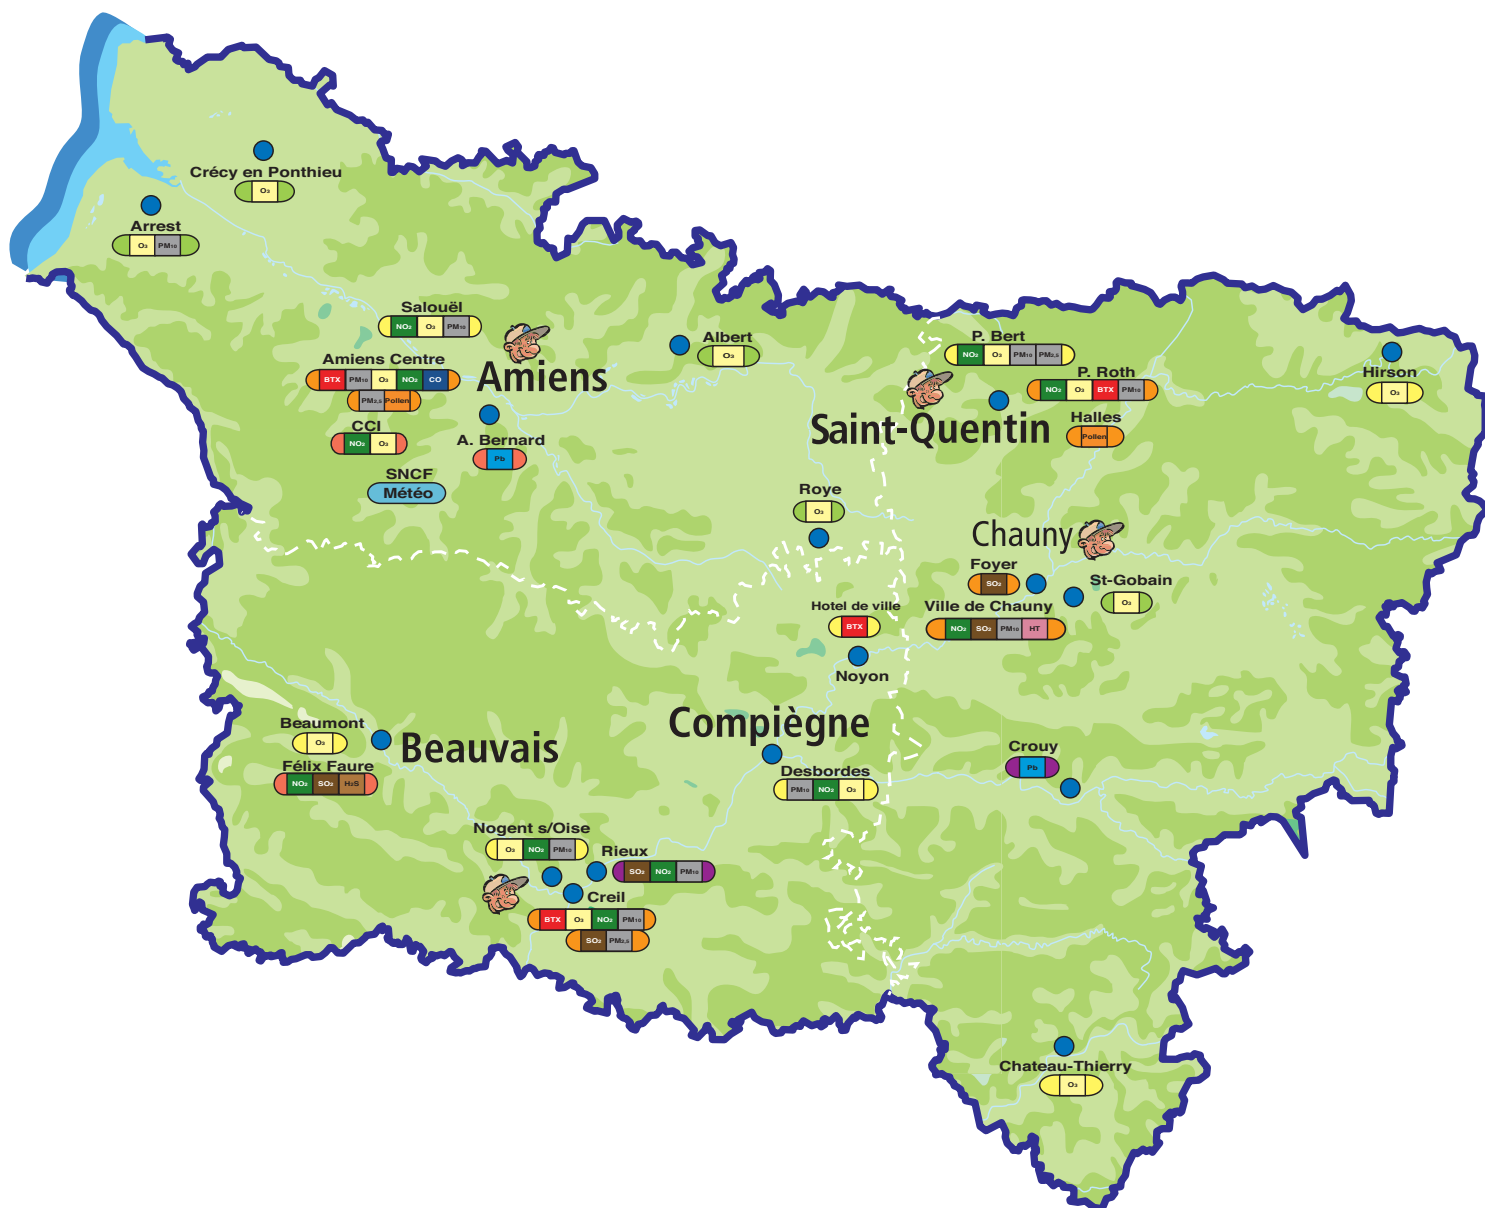 Crécy en Ponthieu
O₃
Arrest
O₃ PM₁₀
Salouël
NO₂ O₃ PM₁₀
Amiens Centre
BTX PM₁₀ O₃ NO₂ CO
PM₂,₅ Pollen
Amiens
CCI
NO₂ O₃
A. Bernard
Pb
SNCF
Météo
Albert
O₃
P. Bert
NO₂ O₃ PM₁₀ PM₂,₅
P. Roth
NO₂ O₃ BTX PM₁₀
Saint-Quentin
Halles
Pollen
Hirson
O₃
Roye
O₃
Chauny
Foyer
SO₂
St-Gobain
O₃
Hotel de ville
BTX
Noyon
Ville de Chauny
NO₂ SO₂ PM₁₀ HT
Beaumont
O₃
Beauvais
Félix Faure
NO₂ SO₂ H₂S
Compiègne
Desbordes
PM₁₀ NO₂ O₃
Crouy
Pb
Nogent s/Oise
O₃ NO₂ PM₁₀
Rieux
SO₂ NO₂ PM₁₀
Creil
BTX O₃ NO₂ PM₁₀
SO₂ PM₂,₅
Chateau-Thierry
O₃